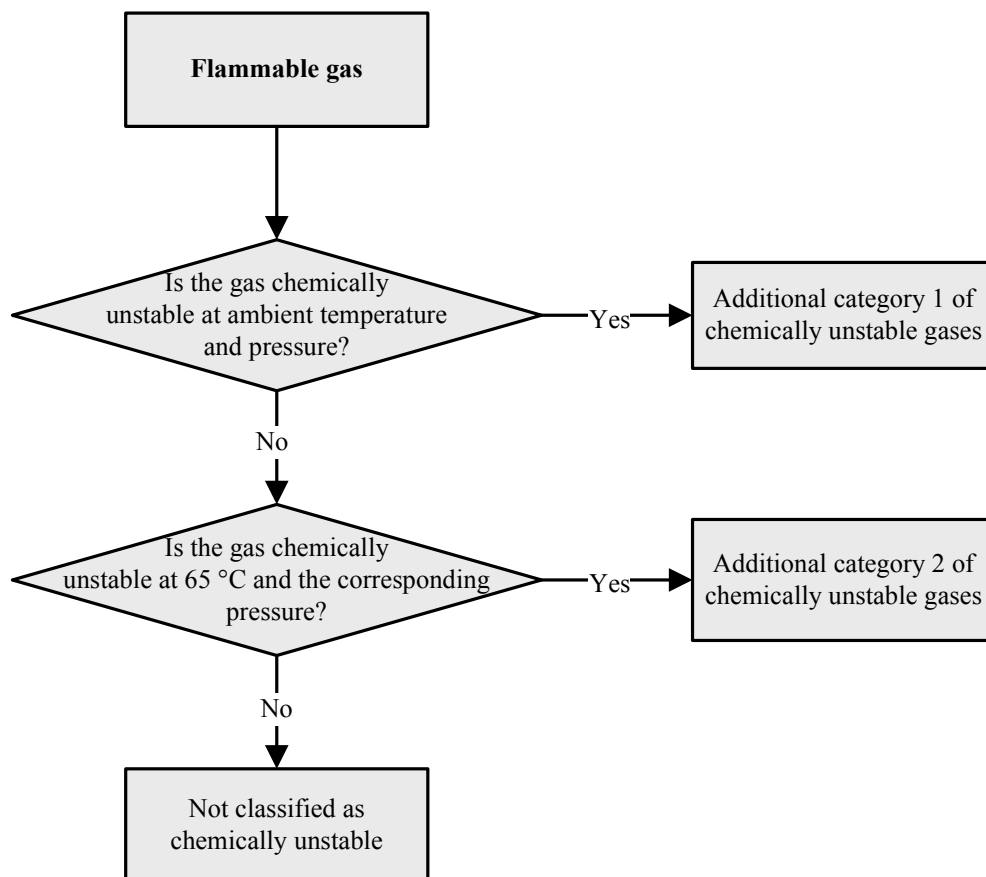 Flammable gas
Is the gas chemically
unstable at ambient temperature
and pressure?
Yes
Additional category 1 of
chemically unstable gases
No
Is the gas chemically
unstable at 65 °C and the corresponding
pressure?
Yes
Additional category 2 of
chemically unstable gases
No
Not classified as
chemically unstable